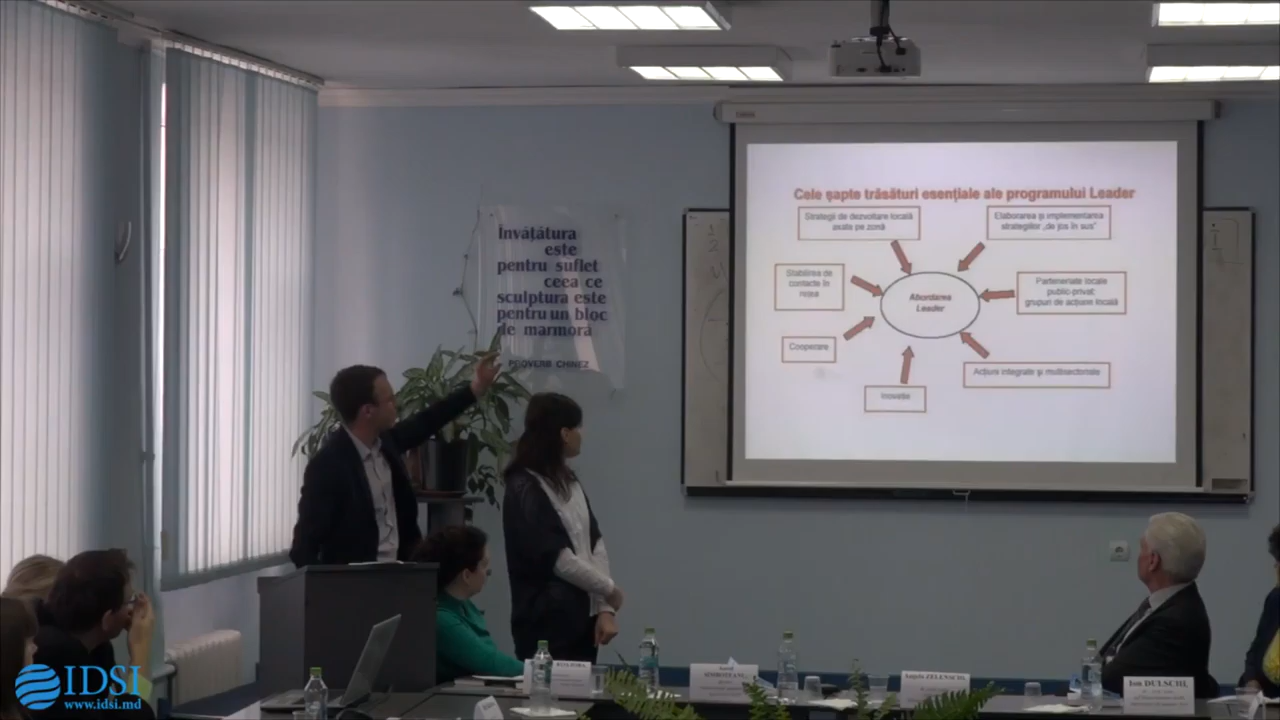 Învăţătura
este
pentru suflet
ceea ce
sculptura este
pentru un bloc
de marmoră
PROVERB CHINEZ
Cele şapte trăsături esenţiale ale programului Leader
Strategii de dezvoltare locală
axate pe zonă
Elaborarea şi implementarea
strategiilor „de jos în sus”
Stabilirea de
contacte în
reţea
Abordarea
Leader
Parteneriate locale
public-privat:
grupuri de acţiune locală
Cooperare
Acţiuni integrate şi multisectoriale
Inovaţie
Angela ZELENSCHI,
Ion DULSCHI,
IDSI
www.idsi.md